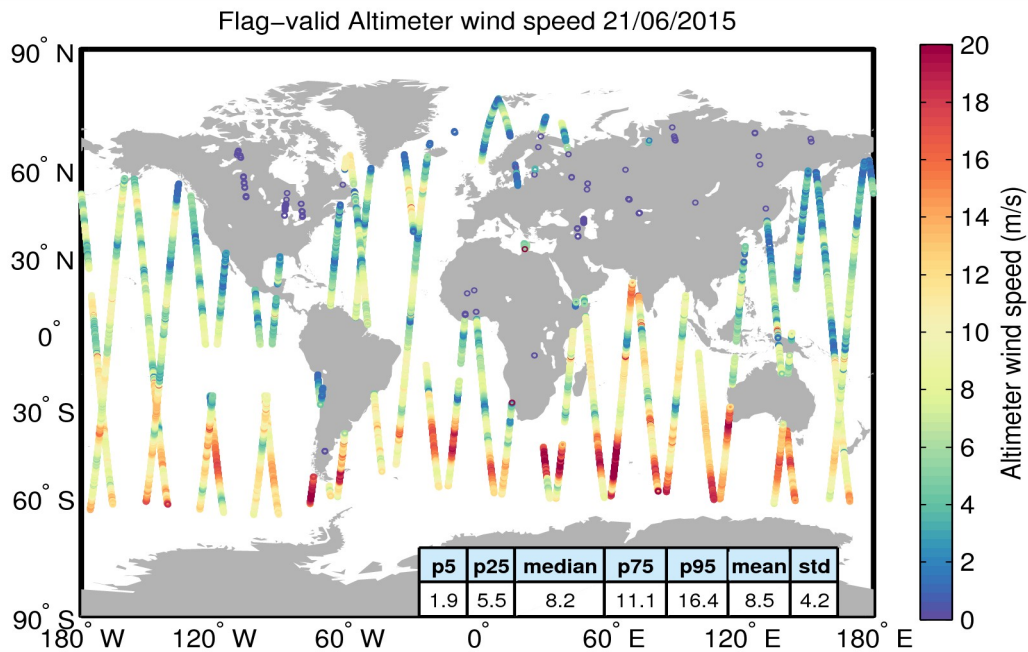 Flag−valid Altimeter wind speed 21/06/2015
90° N
60° N
30° N
0°
30° S
60° S
90° S
180° W
120° W
60° W
0°
60° E
120° E
180° E
p5 p25 median p75 p95 mean std
1.9 5.5 8.2 11.1 16.4 8.5 4.2
20
18
16
14
12
10
8
6
4
2
0
Altimeter wind speed (m/s)